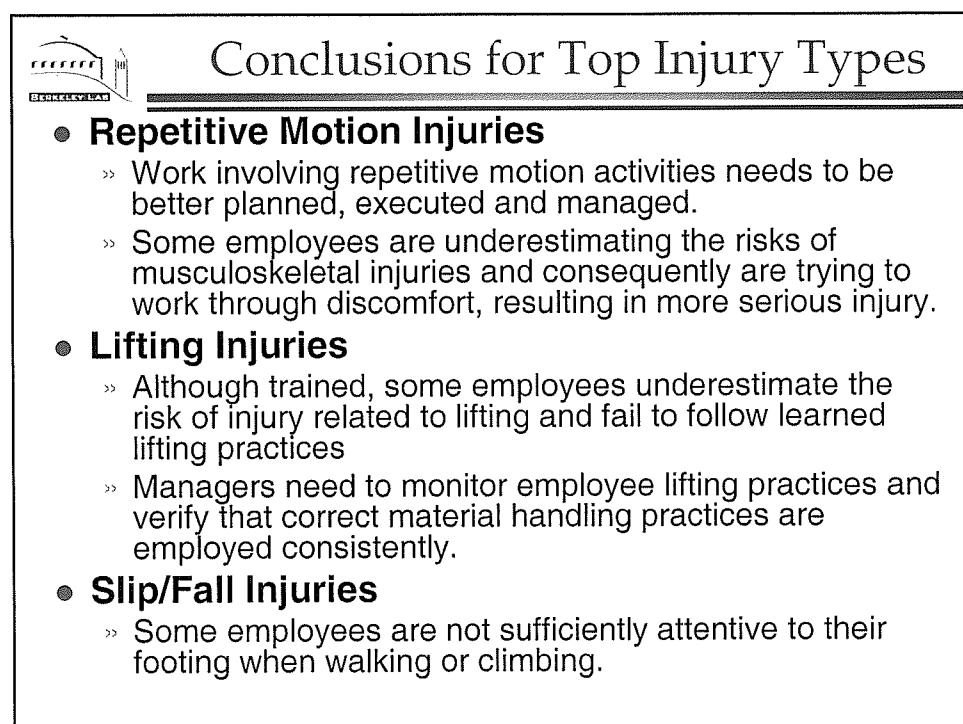 Conclusions for Top Injury Types
BERKELEY LAB
● Repetitive Motion Injuries
» Work involving repetitive motion activities needs to be
better planned, executed and managed.
» Some employees are underestimating the risks of
musculoskeletal injuries and consequently are trying to
work through discomfort, resulting in more serious injury.
● Lifting Injuries
» Although trained, some employees underestimate the
risk of injury related to lifting and fail to follow learned
lifting practices
» Managers need to monitor employee lifting practices and
verify that correct material handling practices are
employed consistently.
● Slip/Fall Injuries
» Some employees are not sufficiently attentive to their
footing when walking or climbing.